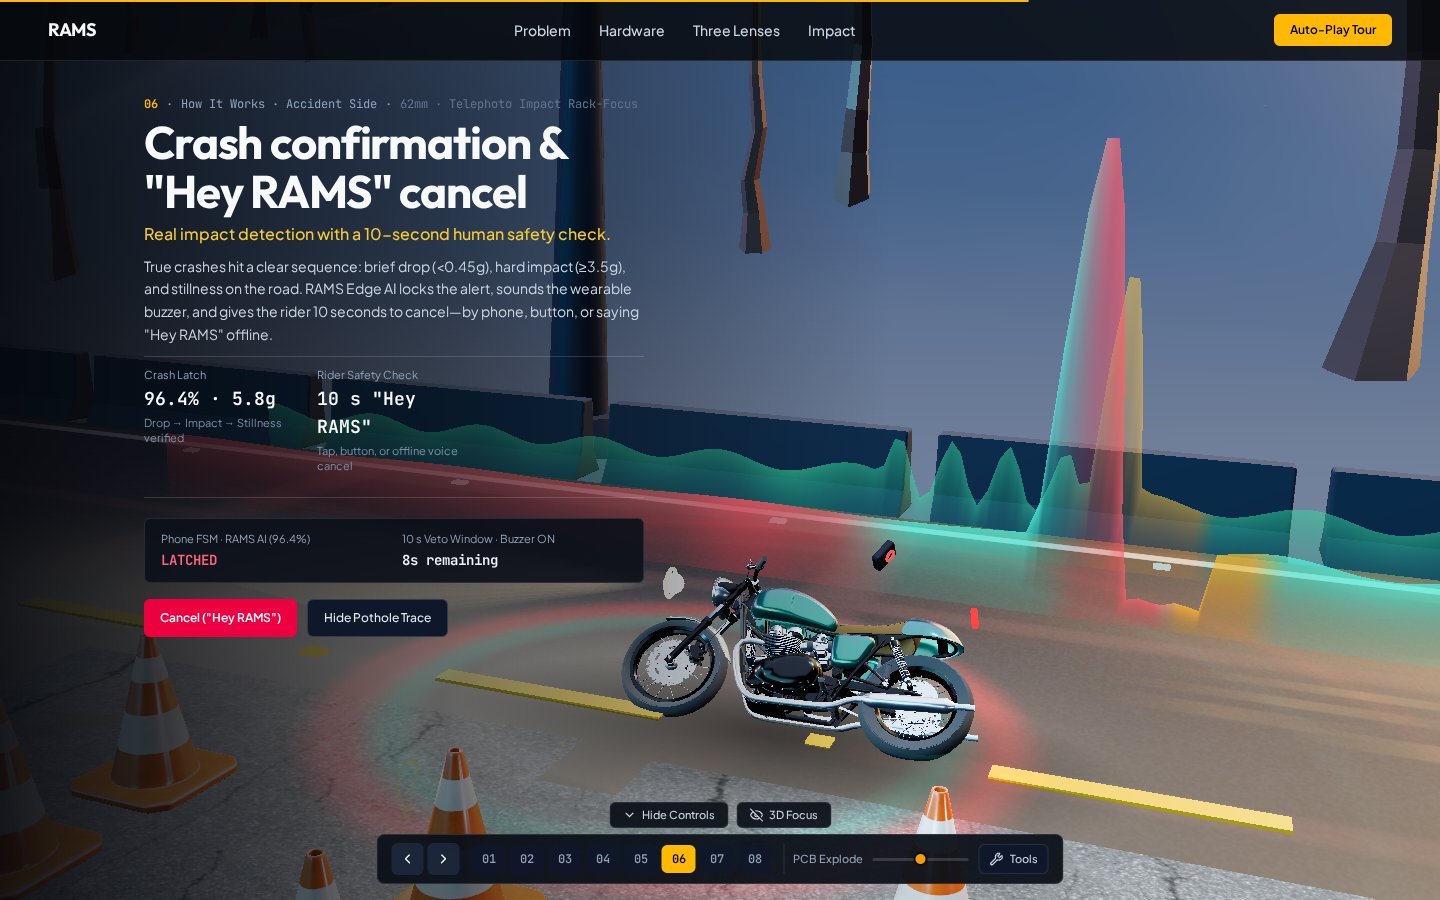 RAMS
Problem
Hardware
Three Lenses
Impact
Auto-Play Tour
06 · How It Works · Accident Side · 62mm · Telephoto Impact Rack-Focus
Crash confirmation &
"Hey RAMS" cancel
Real impact detection with a 10-second human safety check.
True crashes hit a clear sequence: brief drop (<0.45g), hard impact (≥3.5g),
and stillness on the road. RAMS Edge AI locks the alert, sounds the wearable
buzzer, and gives the rider 10 seconds to cancel—by phone, button, or saying
"Hey RAMS" offline.
Crash Latch
96.4% · 5.8g
Drop → Impact → Stillness
verified
Rider Safety Check
10 s "Hey
RAMS"
Tap, button, or offline voice
cancel
Phone FSM · RAMS AI (96.4%)
LATCHED
10 s Veto Window · Buzzer ON
8s remaining
Cancel ("Hey RAMS")
Hide Pothole Trace
Hide Controls
3D Focus
01
02
03
04
05
06
07
08
PCB Explode
Tools